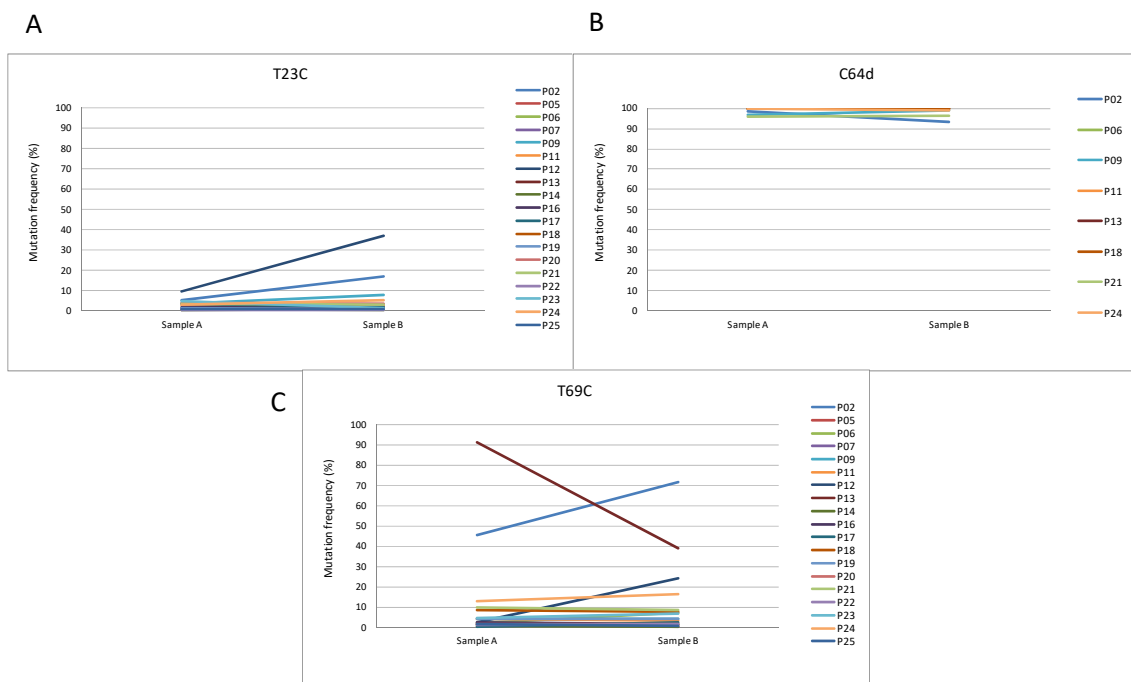 A
T23C
Mutation frequency (%)
100
90
80
70
60
50
40
30
20
10
0
Sample A Sample B
P02
P05
P06
P07
P09
P11
P12
P13
P14
P16
P17
P18
P19
P20
P21
P22
P23
P24
P25
B
C64d
Mutation frequency (%)
100
90
80
70
60
50
40
30
20
10
0
Sample A Sample B
P02
P06
P09
P11
P13
P18
P21
P24
C
T69C
Mutation frequency (%)
100
90
80
70
60
50
40
30
20
10
0
Sample A Sample B
P02
P05
P06
P07
P09
P11
P12
P13
P14
P16
P17
P18
P19
P20
P21
P22
P23
P24
P25